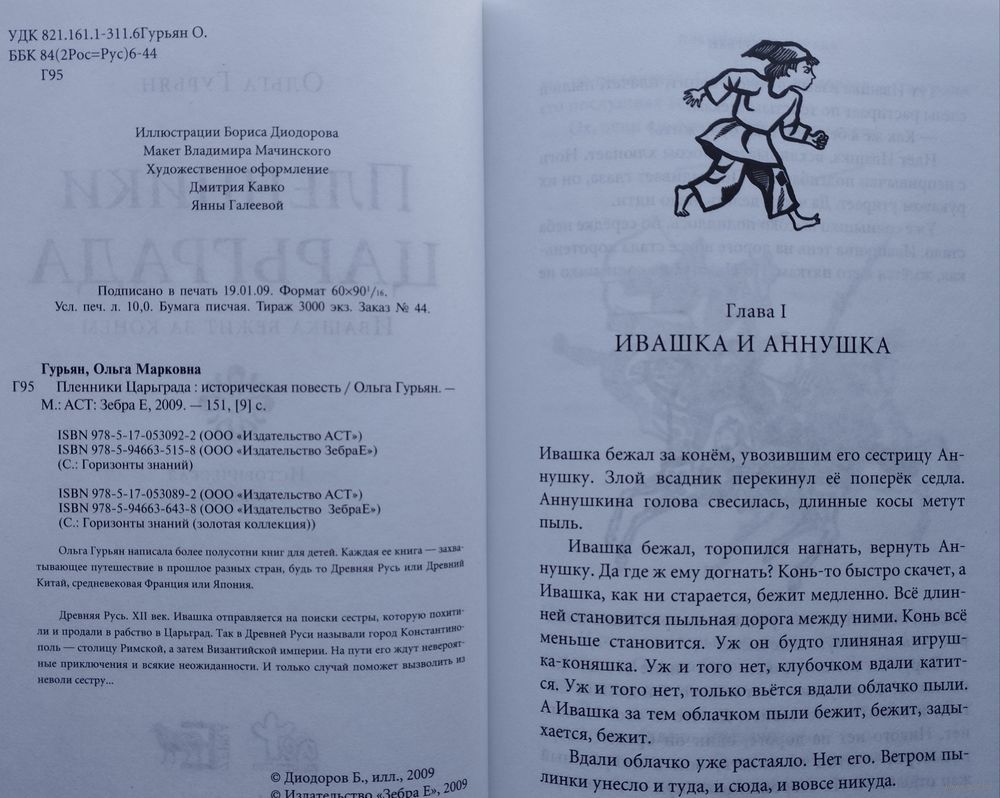 УДК 821.161.1-311.6Гурьян О.
ББК 84(2Рос=Рус)6-44
Г95
Иллюстрации Бориса Диодорова
Макет Владимира Мачинского
Художественное оформление
Дмитрия Кавко
Янны Галеевой
Подписано в печать 19.01.09. Формат 60×90¹/₁₆.
Усл. печ. л. 10,0. Бумага писчая. Тираж 3000 экз. Заказ № 44.
Гурьян, Ольга Марковна
Г95 Пленники Царьграда : историческая повесть / Ольга Гурьян. —
М.: АСТ: Зебра Е, 2009. — 151, [9] с.
ISBN 978-5-17-053092-2 (ООО «Издательство АСТ»)
ISBN 978-5-94663-515-8 (ООО «Издательство ЗебраЕ»)
(С.: Горизонты знаний)
ISBN 978-5-17-053089-2 (ООО «Издательство АСТ»)
ISBN 978-5-94663-643-8 (ООО «Издательство ЗебраЕ»)
(С.: Горизонты знаний (золотая коллекция))
Ольга Гурьян написала более полусотни книг для детей. Каждая ее книга — захва-
тывающее путешествие в прошлое разных стран, будь то Древняя Русь или Древний
Китай, средневековая Франция или Япония.
Древняя Русь. XII век. Ивашка отправляется на поиски сестры, которую похити-
ли и продали в рабство в Царьград. Так в Древней Руси называли город Константино-
поль — столицу Римской, а затем Византийской империи. На пути его ждут невероят-
ные приключения и всякие неожиданности. И только случай поможет вызволить из
неволи сестру...
© Диодоров Б., илл., 2009
© Издательство «Зебра Е», 2009
Глава I
ИВАШКА И АННУШКА
Ивашка бежал за конём, увозившим его сестрицу Ан-
нушку. Злой всадник перекинул её поперёк седла.
Аннушкина голова свесилась, длинные косы метут
пыль.
Ивашка бежал, торопился нагнать, вернуть Ан-
нушку. Да где ж ему догнать? Конь-то быстро скачет, а
Ивашка, как ни старается, бежит медленно. Всё длин-
ней становится пыльная дорога между ними. Конь всё
меньше становится. Уж он будто глиняная игруш-
ка-коняшка. Уж и того нет, клубочком вдали катит-
ся. Уж и того нет, только вьётся вдали облачко пыли.
А Ивашка за тем облачком пыли бежит, бежит, зады-
хается, бежит.
Вдали облачко уже растаяло. Нет его. Ветром пы-
линки унесло и туда, и сюда, и вовсе никуда.